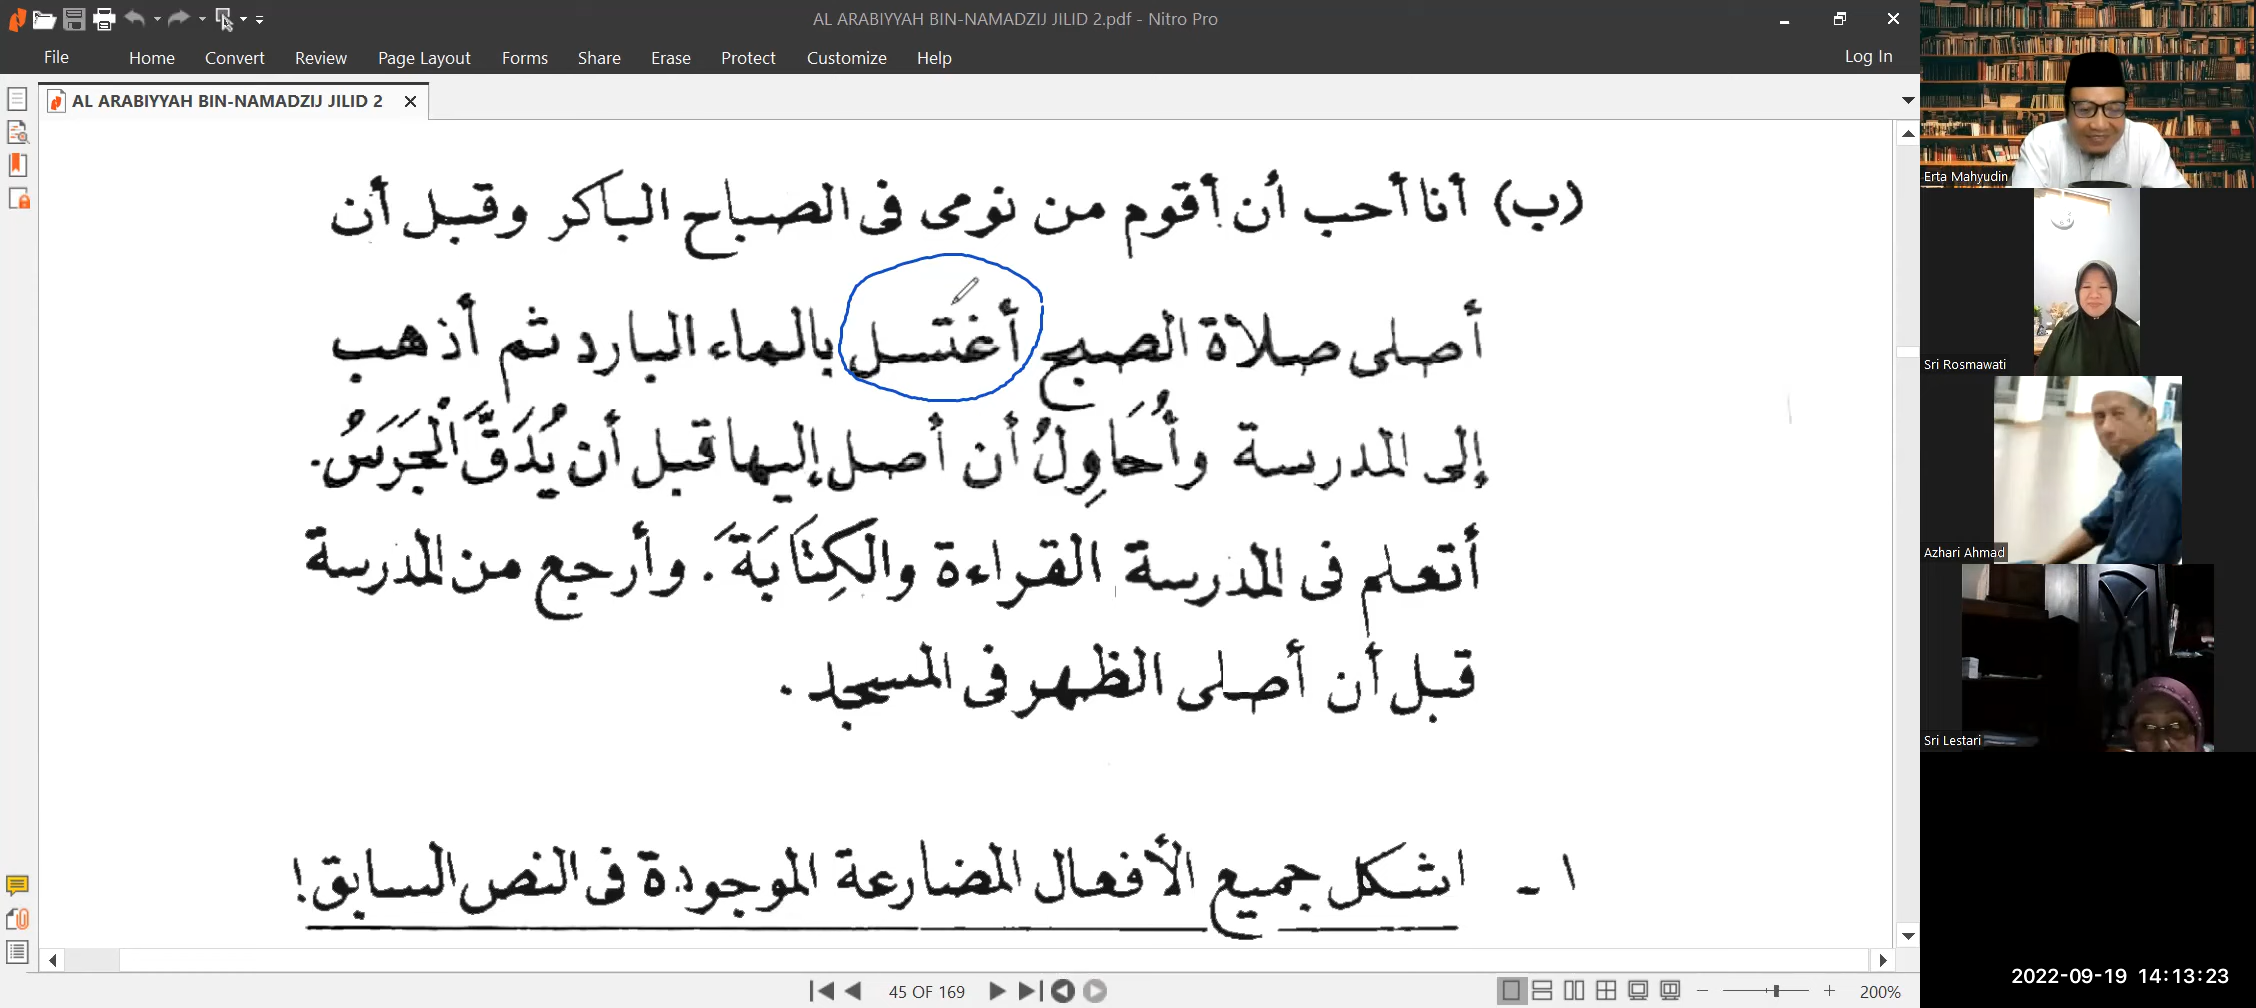 AL ARABIYYAH BIN-NAMADZIJ JILID 2.pdf - Nitro Pro
File Home Convert Review Page Layout Forms Share Erase Protect Customize Help Log In
AL ARABIYYAH BIN-NAMADZIJ JILID 2
(ب) أنا أحب أن أقوم من نومى فى الصباح الباكر وقبل أن
أصلى صلاة الصبح أغتسل بالماء البارد ثم أذهب
إلى المدرسة وأُحَاوِلُ أن أصل إليها قبل أن يُدَقَّ الْجَرَسُ.
أتعلم فى المدرسة القراءة والكِتَابَةَ. وأرجع من المدرسة
قبل أن أصلى الظهر فى المسجد.
١ - اشكل جميع الأفعال المضارعة الموجودة فى النص السابق!
45 OF 169
200%
Erta Mahyudin
Sri Rosmawati
Azhari Ahmad
Sri Lestari
2022-09-19 14:13:23